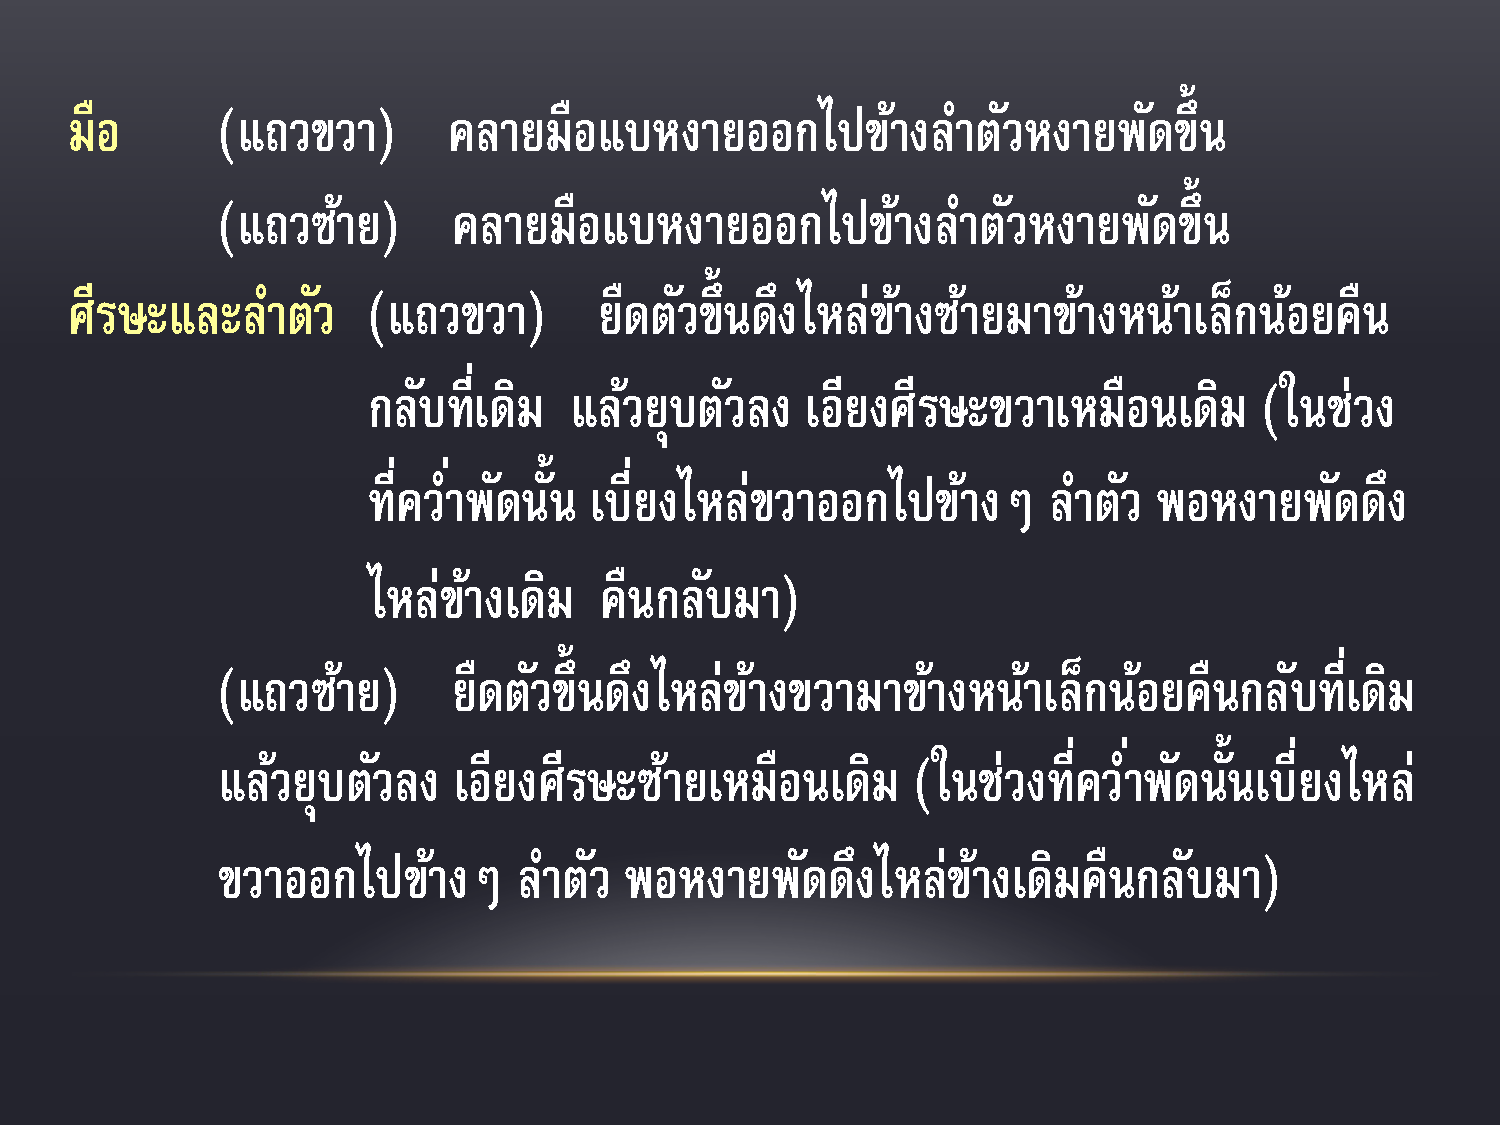 มือ (แถวขวา) คลายมือแบหงายออกไปข้างลำตัวหงายพัดขึ้น
(แถวซ้าย) คลายมือแบหงายออกไปข้างลำตัวหงายพัดขึ้น
ศีรษะและลำตัว (แถวขวา) ยืดตัวขึ้นดึงไหล่ข้างซ้ายมาข้างหน้าเล็กน้อยคืน
กลับที่เดิม แล้วยุบตัวลง เอียงศีรษะขวาเหมือนเดิม (ในช่วง
ที่คว่ำพัดนั้น เบี่ยงไหล่ขวาออกไปข้าง ๆ ลำตัว พอหงายพัดดึง
ไหล่ข้างเดิม คืนกลับมา)
(แถวซ้าย) ยืดตัวขึ้นดึงไหล่ข้างขวามาข้างหน้าเล็กน้อยคืนกลับที่เดิม
แล้วยุบตัวลง เอียงศีรษะซ้ายเหมือนเดิม (ในช่วงที่คว่ำพัดนั้นเบี่ยงไหล่
ขวาออกไปข้าง ๆ ลำตัว พอหงายพัดดึงไหล่ข้างเดิมคืนกลับมา)